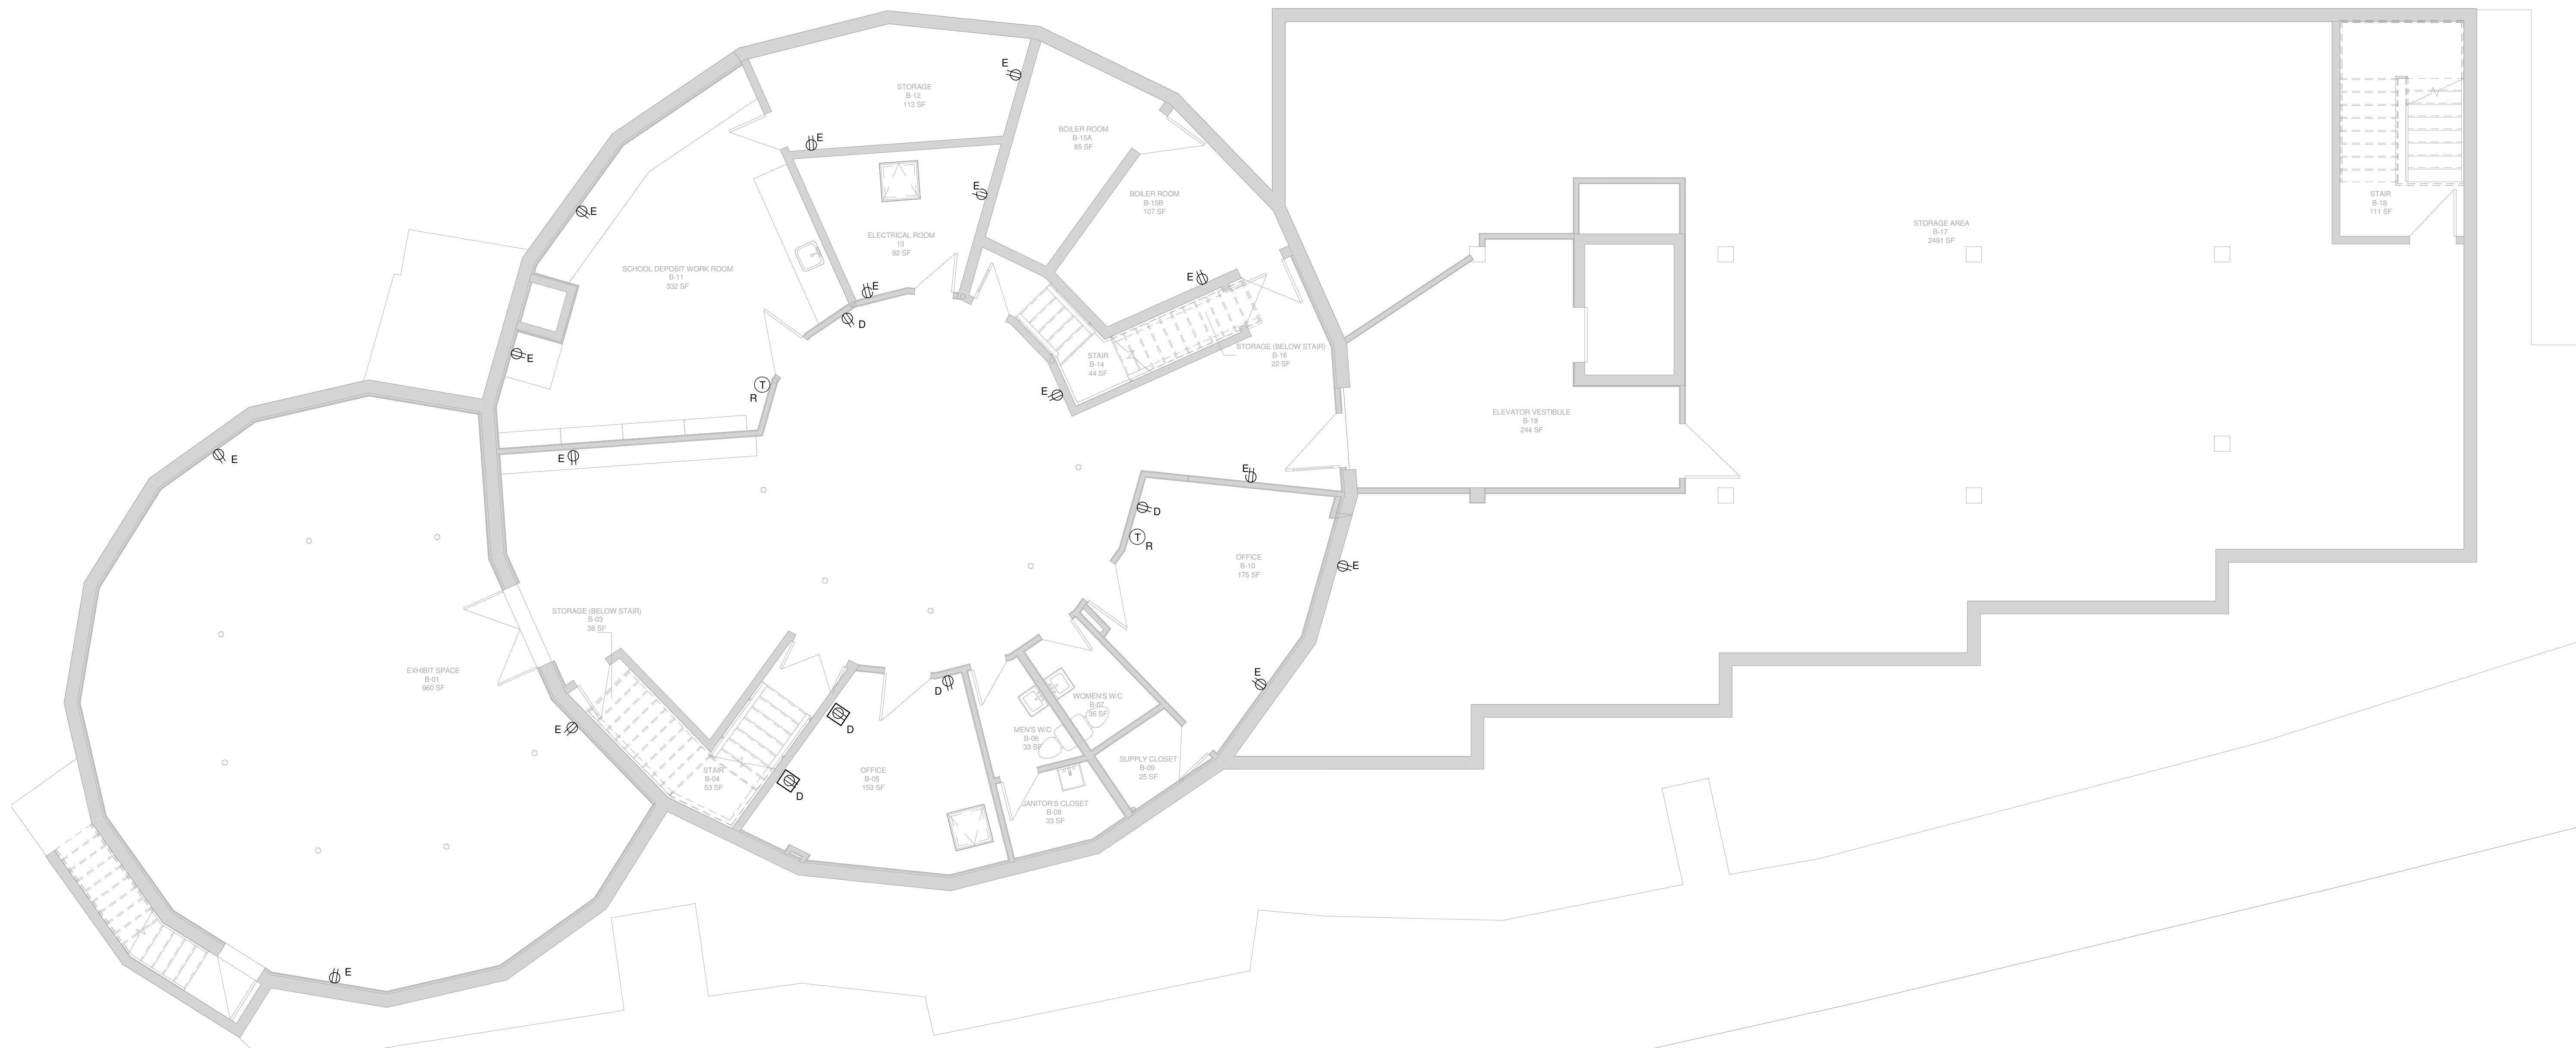 E
STORAGE
B-12
113 SF
E
BOILER ROOM
B-15A
85 SF
E
E
BOILER ROOM
B-15B
107 SF
STAIR
B-18
111 SF
STORAGE AREA
B-17
2491 SF
ELECTRICAL ROOM
13
92 SF
SCHOOL DEPOSIT WORK ROOM
B-11
332 SF
E
E
D
E
STAIR
B-14
44 SF
STORAGE (BELOW STAIR)
B-16
22 SF
T
R
E
ELEVATOR VESTIBULE
B-19
244 SF
E
E
E
D
T
R
OFFICE
B-10
175 SF
E
STORAGE (BELOW STAIR)
B-03
36 SF
EXHIBIT SPACE
B-01
960 SF
E
D
D
E
WOMEN'S W/C
B-07
36 SF
MEN'S W/C
B-06
33 SF
D
STAIR
B-04
53 SF
OFFICE
B-05
153 SF
D
SUPPLY CLOSET
B-09
25 SF
JANITOR'S CLOSET
B-08
33 SF
E